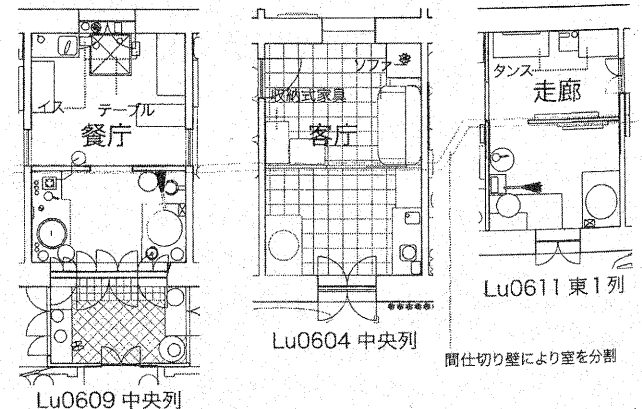 イス
テーブル
餐庁
Lu0609 中央列
ソファ
収納式家具
客庁
Lu0604 中央列
タンス
走廊
Lu0611 東1列
間仕切り壁により室を分割